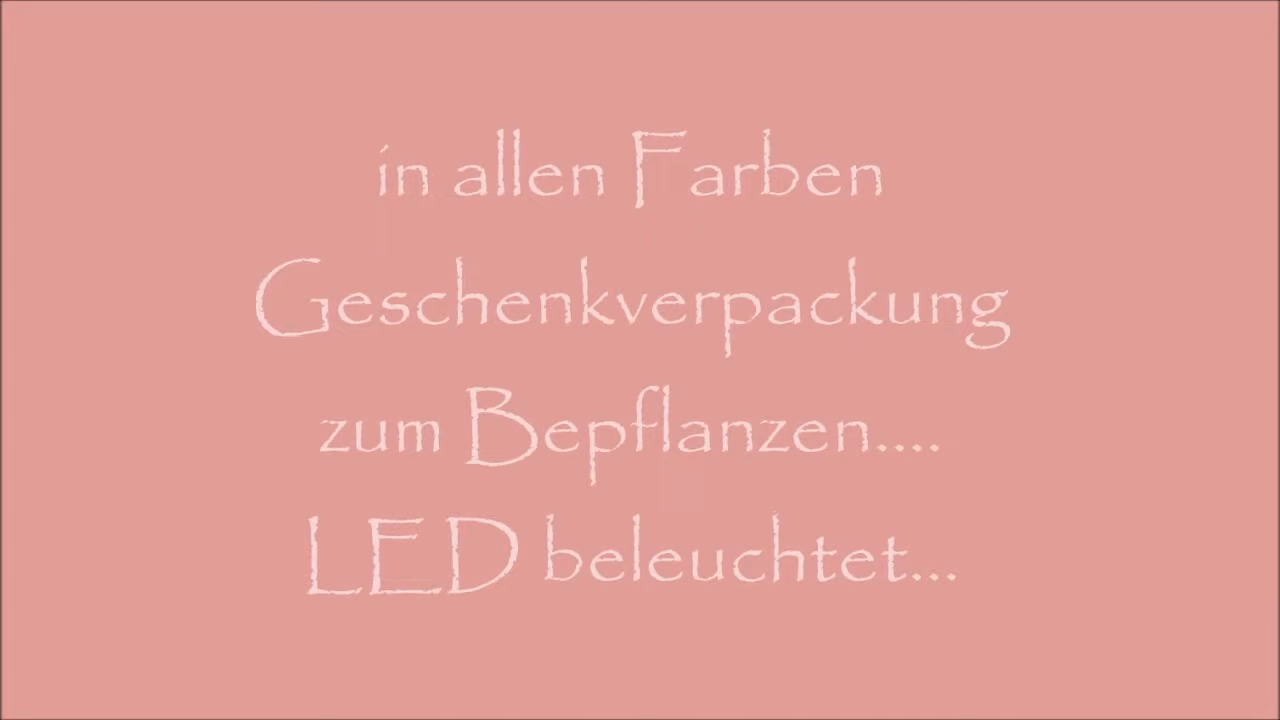 in allen Farben
Geschenkverpackung
zum Bepflanzen....
LED beleuchtet...